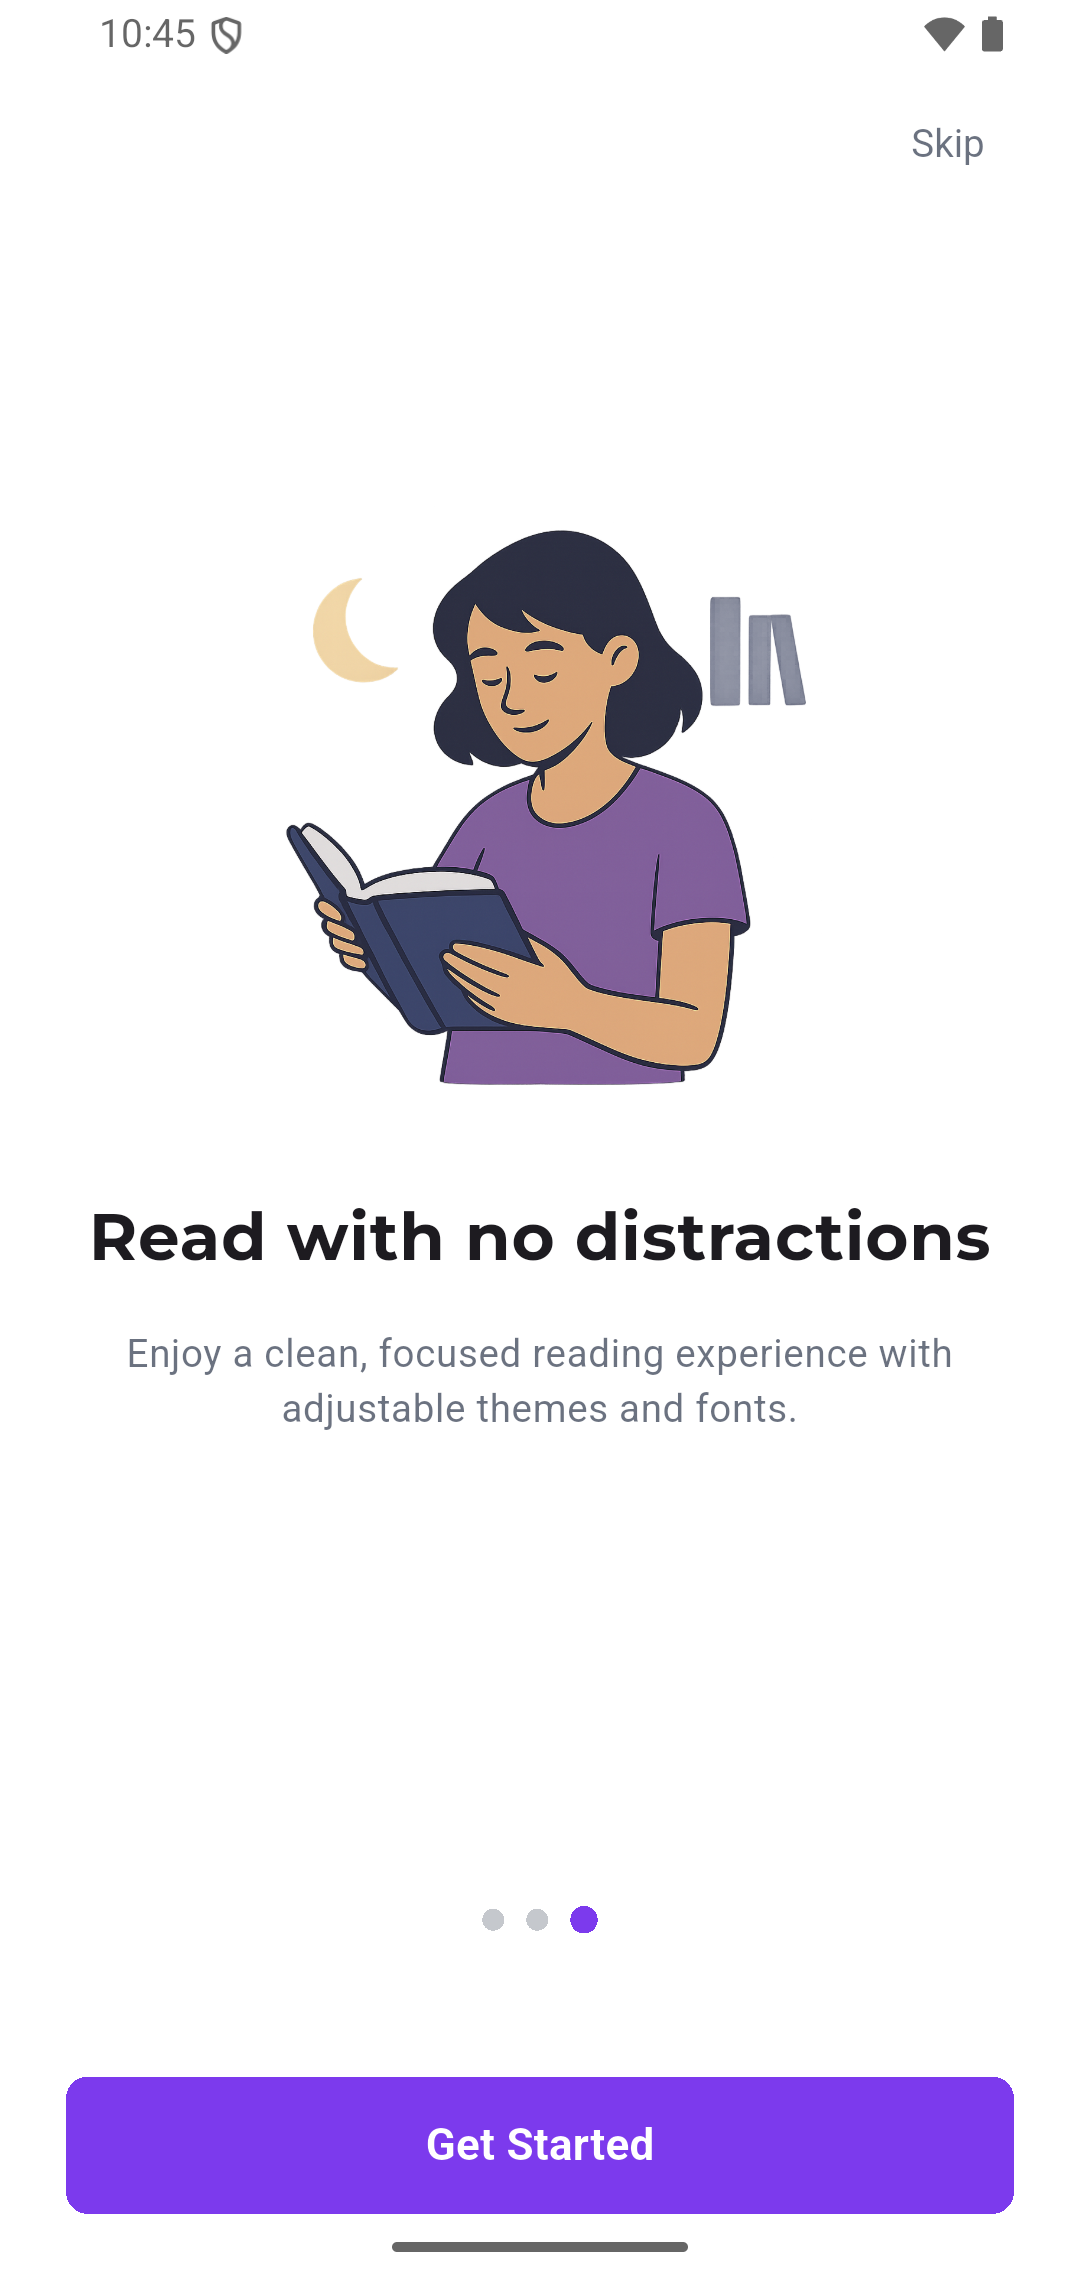 10:45
Skip
Read with no distractions
Enjoy a clean, focused reading experience with
adjustable themes and fonts.
Get Started